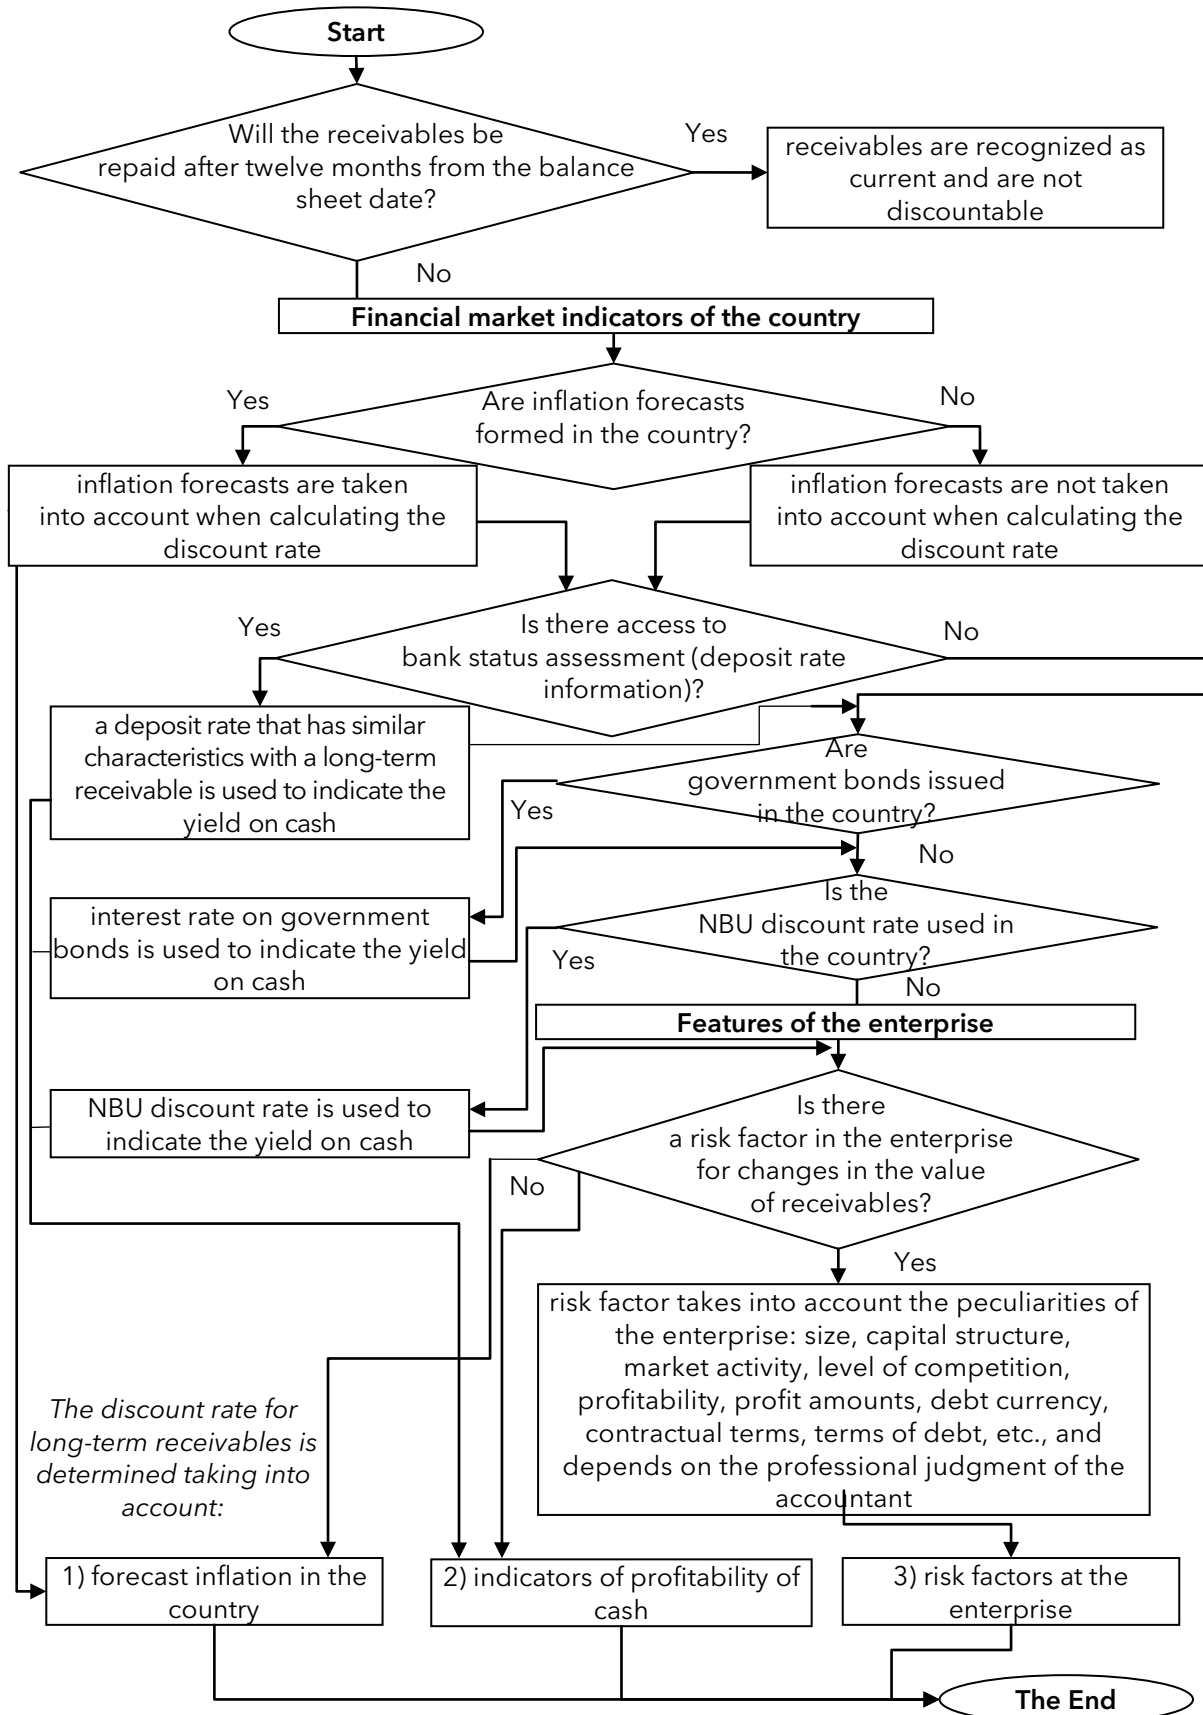 Start
Will the receivables be
repaid after twelve months from the balance
sheet date?
Yes
receivables are recognized as
current and are not
discountable
No
Financial market indicators of the country
Yes
Are inflation forecasts
formed in the country?
No
inflation forecasts are taken
into account when calculating the
discount rate
inflation forecasts are not taken
into account when calculating the
discount rate
Yes
Is there access to
bank status assessment (deposit rate
information)?
No
a deposit rate that has similar
characteristics with a long-term
receivable is used to indicate the
yield on cash
Are
government bonds issued
in the country?
Yes
No
interest rate on government
bonds is used to indicate the yield
on cash
Is the
NBU discount rate used in
the country?
Yes
No
Features of the enterprise
NBU discount rate is used to
indicate the yield on cash
Is there
a risk factor in the enterprise
for changes in the value
of receivables?
No
Yes
risk factor takes into account the peculiarities of
the enterprise: size, capital structure,
market activity, level of competition,
profitability, profit amounts, debt currency,
contractual terms, terms of debt, etc., and
depends on the professional judgment of the
accountant
The discount rate for
long-term receivables is
determined taking into
account:
1) forecast inflation in the
country
2) indicators of profitability of
cash
3) risk factors at the
enterprise
The End